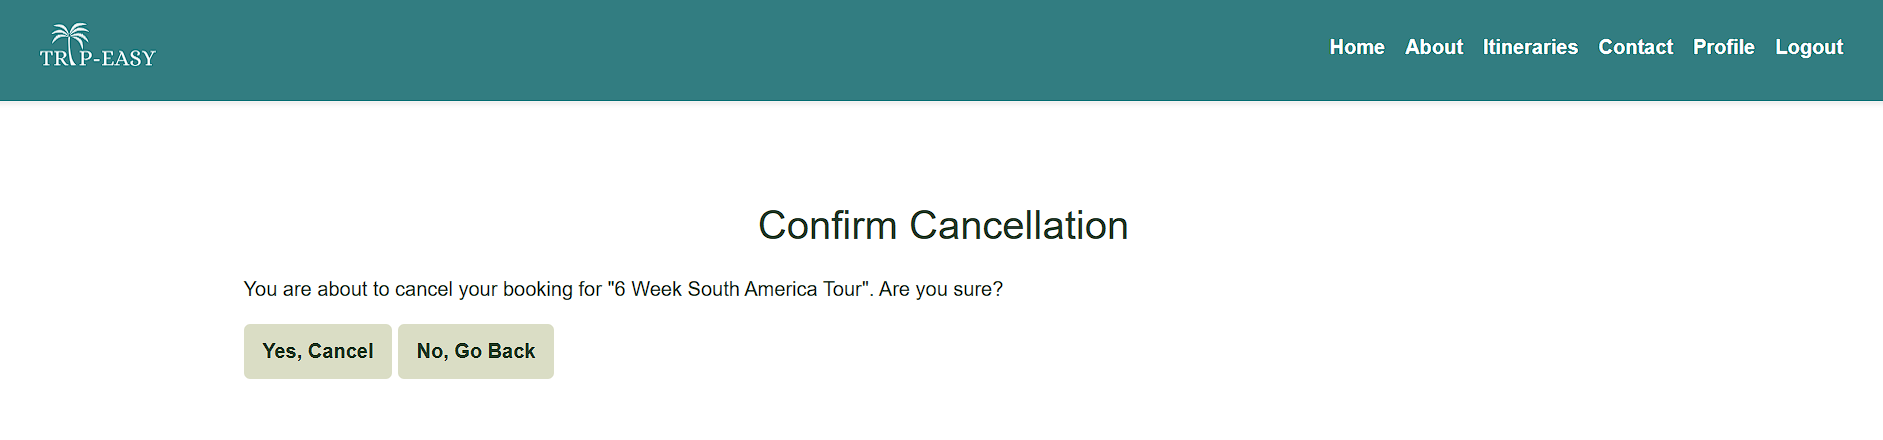 TRIP-EASY
Home About Itineraries Contact Profile Logout
Confirm Cancellation
You are about to cancel your booking for "6 Week South America Tour". Are you sure?
Yes, Cancel No, Go Back